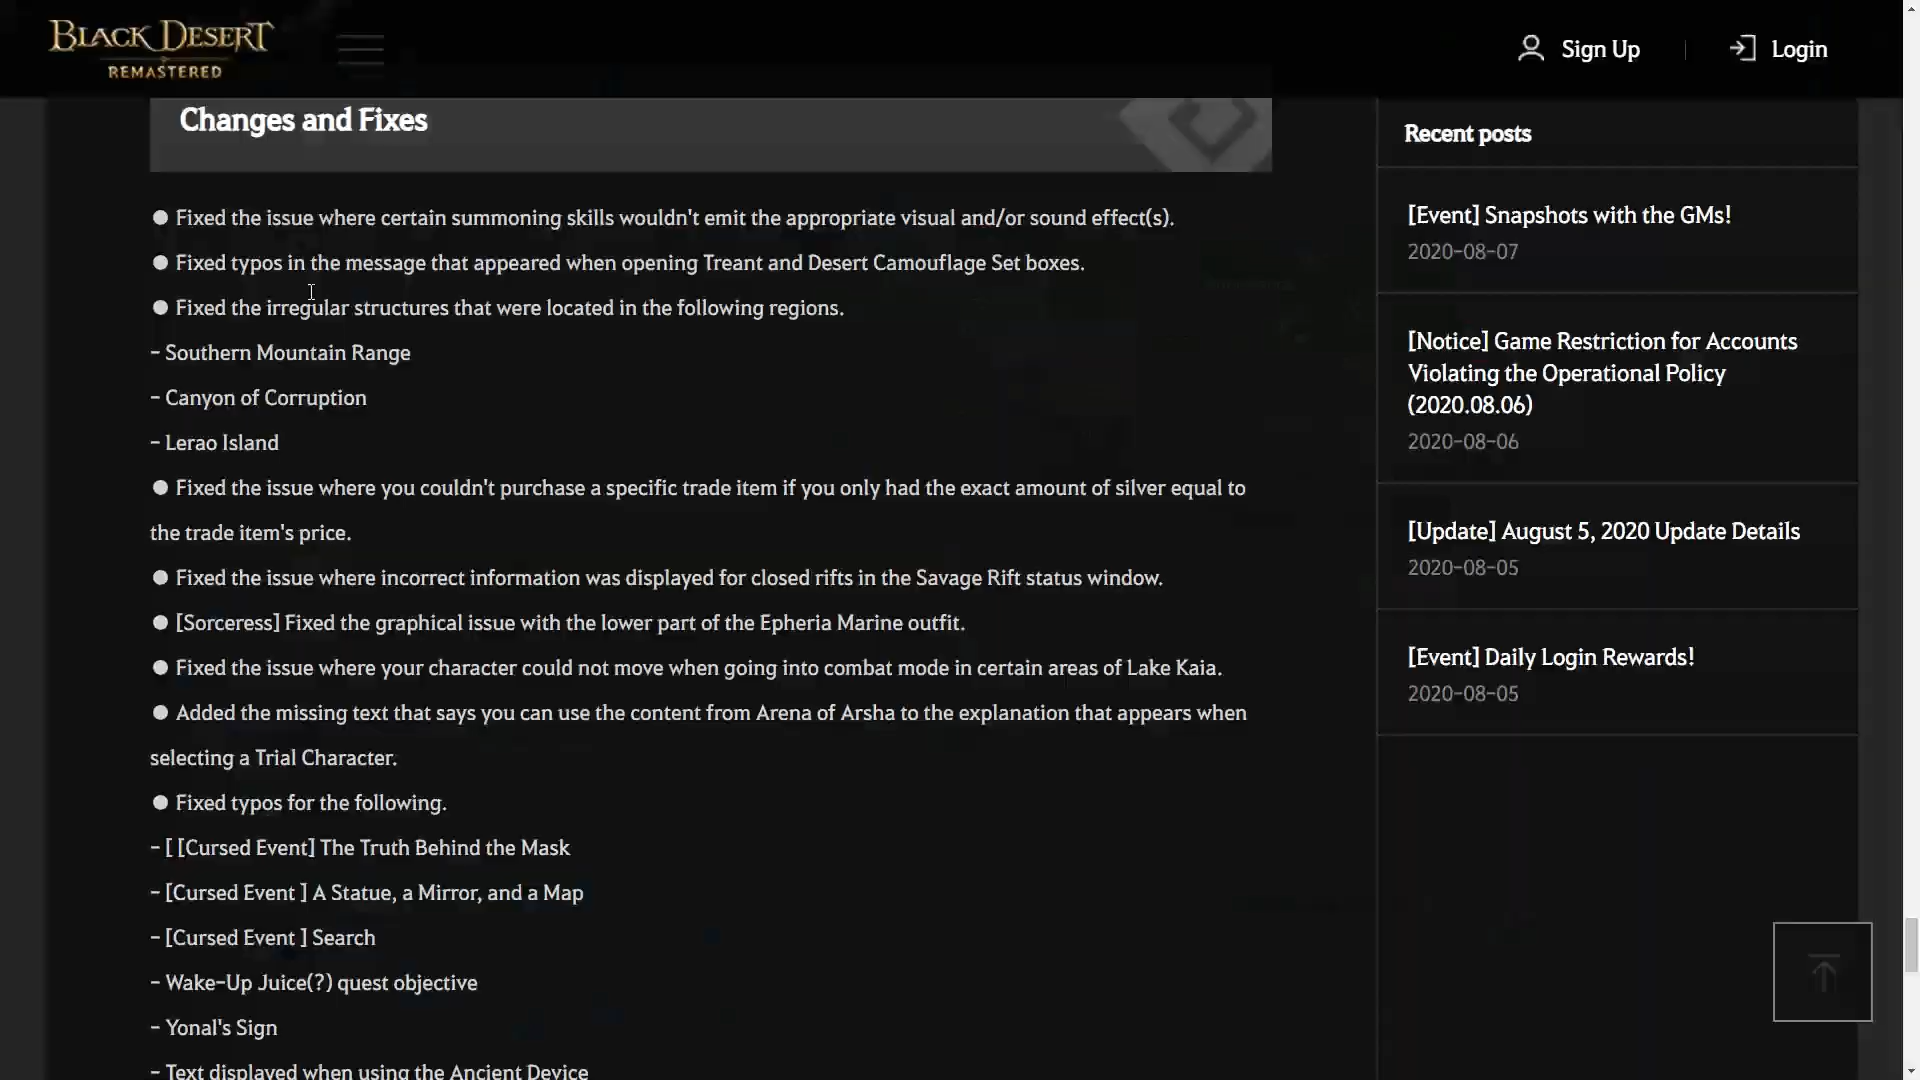 BLACK DESERT
REMASTERED
Sign Up
Login
Changes and Fixes
● Fixed the issue where certain summoning skills wouldn't emit the appropriate visual and/or sound effect(s).
● Fixed typos in the message that appeared when opening Treant and Desert Camouflage Set boxes.
● Fixed the irregular structures that were located in the following regions.
- Southern Mountain Range
- Canyon of Corruption
- Lerao Island
● Fixed the issue where you couldn't purchase a specific trade item if you only had the exact amount of silver equal to
the trade item's price.
● Fixed the issue where incorrect information was displayed for closed rifts in the Savage Rift status window.
● [Sorceress] Fixed the graphical issue with the lower part of the Epheria Marine outfit.
● Fixed the issue where your character could not move when going into combat mode in certain areas of Lake Kaia.
● Added the missing text that says you can use the content from Arena of Arsha to the explanation that appears when
selecting a Trial Character.
● Fixed typos for the following.
- [ [Cursed Event] The Truth Behind the Mask
- [Cursed Event ] A Statue, a Mirror, and a Map
- [Cursed Event ] Search
- Wake-Up Juice(?) quest objective
- Yonal's Sign
- Text displayed when using the Ancient Device
Recent posts
[Event] Snapshots with the GMs!
2020-08-07
[Notice] Game Restriction for Accounts
Violating the Operational Policy
(2020.08.06)
2020-08-06
[Update] August 5, 2020 Update Details
2020-08-05
[Event] Daily Login Rewards!
2020-08-05